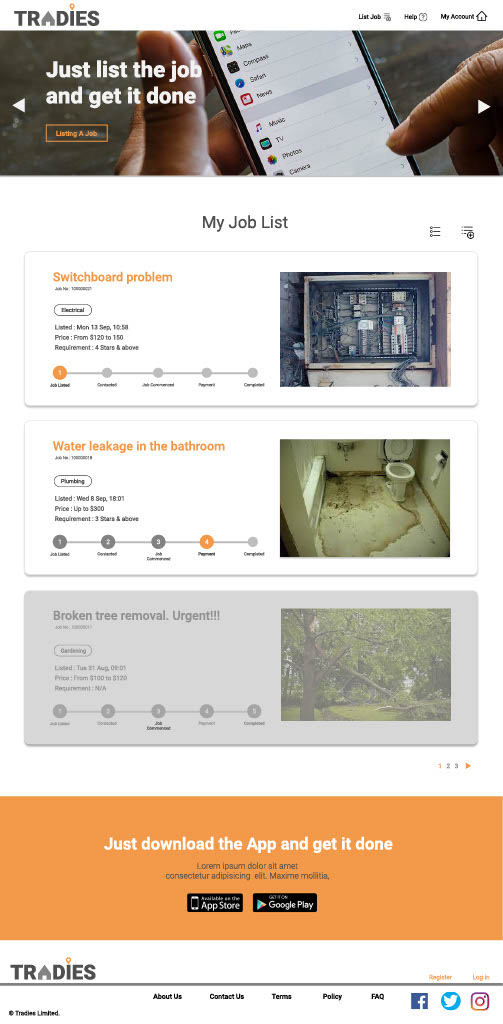 TRADIES
List Job
Help ?
My Account
Just list the job
and get it done
Listing A Job
Maps
Compass
Safari
News
Music
TV
Photos
Camera
My Job List
Switchboard problem
Job No.: 100000021
Electrical
Listed : Mon 13 Sep, 10:58
Price : From $120 to 150
Requirement : 4 Stars & above
1
Job Listed Contacted Job Commenced Payment Completed
Water leakage in the bathroom
Job No.: 100000018
Plumbing
Listed : Wed 8 Sep, 18:01
Price : Up to $300
Requirement : 3 Stars & above
1 2 3 4
Job Listed Contacted Job Commenced Payment Completed
Broken tree removal. Urgent!!!
Job No.: 100000011
Gardening
Listed : Tue 31 Aug, 09:01
Price : From $100 to $120
Requirement : N/A
1 2 3 4 5
Job Listed Contacted Job Commenced Payment Completed
1 2 3
Just download the App and get it done
Lorem ipsum dolor sit amet
consectetur adipisicing elit. Maxime mollitia,
Available on the
App Store
GET IT ON
Google Play
TRADIES
Register Log in
About Us Contact Us Terms Policy FAQ
© Tradies Limited.